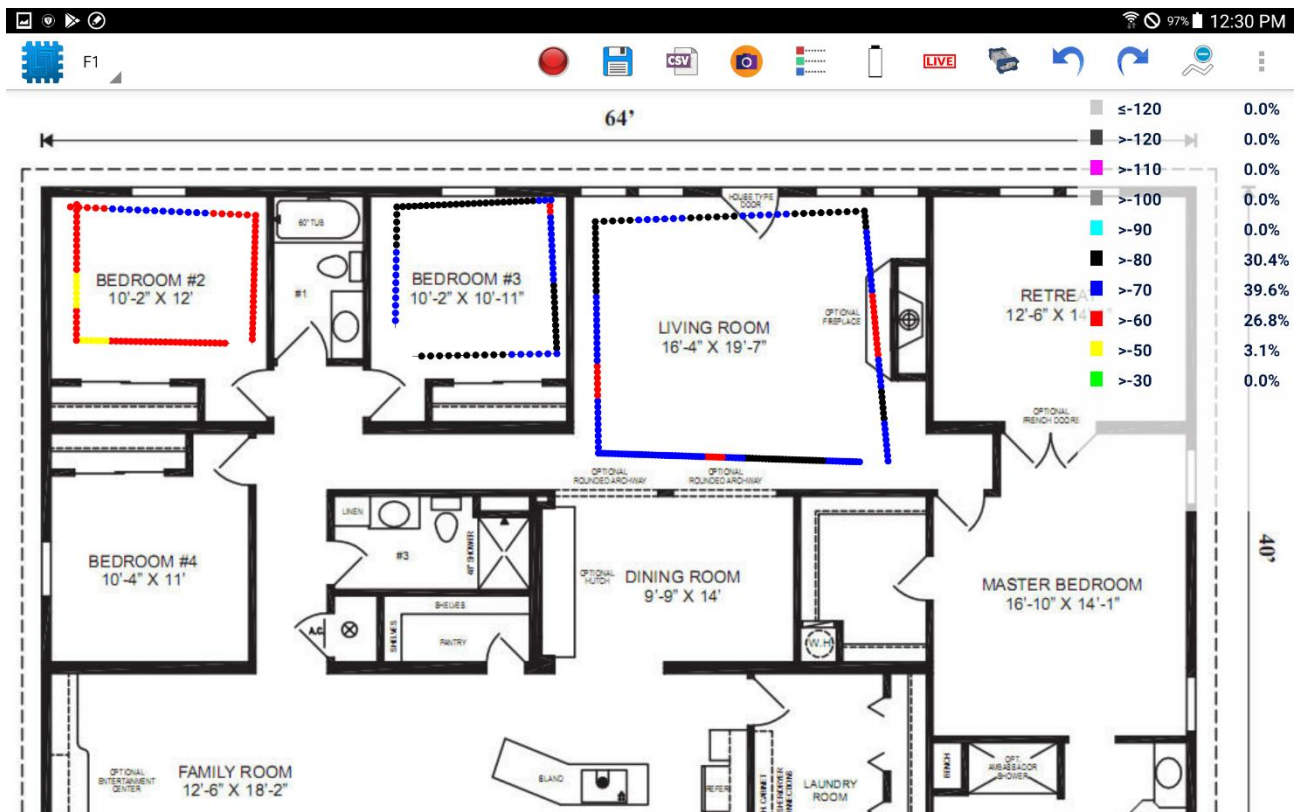 97% 12:30 PM
F1
CSV
LIVE
64'
≤-120 0.0%
>-120 0.0%
>-110 0.0%
>-100 0.0%
>-90 0.0%
>-80 30.4%
>-70 39.6%
>-60 26.8%
>-50 3.1%
>-30 0.0%
HOUSE TYPE
DOOR
60" TUB
BEDROOM #2
10'-2" X 12'
#1
BEDROOM #3
10'-2" X 10'-11"
LIVING ROOM
16'-4" X 19'-7"
OPTIONAL
FIREPLACE
RETREA
12'-6" X 14
OPTIONAL
FRENCH DOORS
OPTIONAL
ROUNDED ARCHWAY
OPTIONAL
ROUNDED ARCHWAY
LINEN
#3
48" SHOWER
BEDROOM #4
10'-4" X 11'
OPTIONAL
HUTCH
DINING ROOM
9'-9" X 14'
MASTER BEDROOM
16'-10" X 14'-1"
40'
SHELVES
SHELVES
PANTRY
A.C.
W.H
OPTIONAL
ENTERTAINMENT
CENTER
FAMILY ROOM
12'-6" X 18'-2"
ISLAND
REFER
LAUNDRY
ROOM
BENCH
OPT.
AMBASSADOR
SHOWER